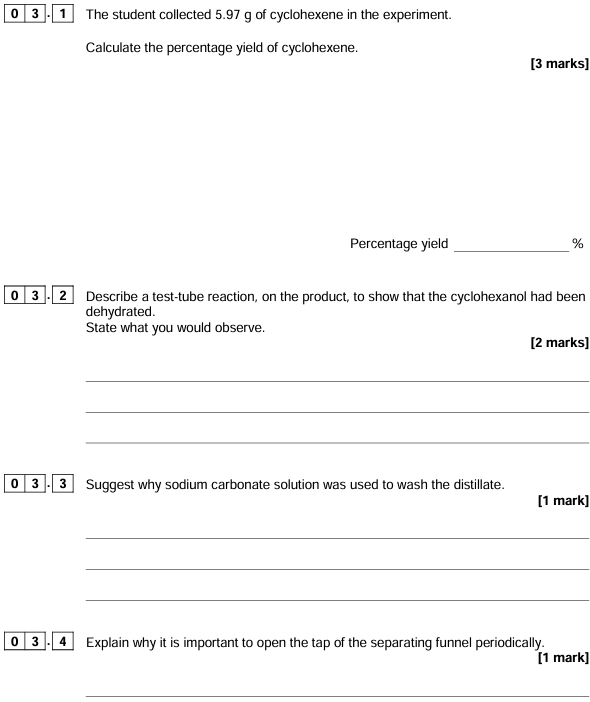 0 3 . 1 The student collected 5.97 g of cyclohexene in the experiment.
Calculate the percentage yield of cyclohexene.
[3 marks]
Percentage yield ________________ %
0 3 . 2 Describe a test-tube reaction, on the product, to show that the cyclohexanol had been
dehydrated.
State what you would observe.
[2 marks]
0 3 . 3 Suggest why sodium carbonate solution was used to wash the distillate.
[1 mark]
0 3 . 4 Explain why it is important to open the tap of the separating funnel periodically.
[1 mark]